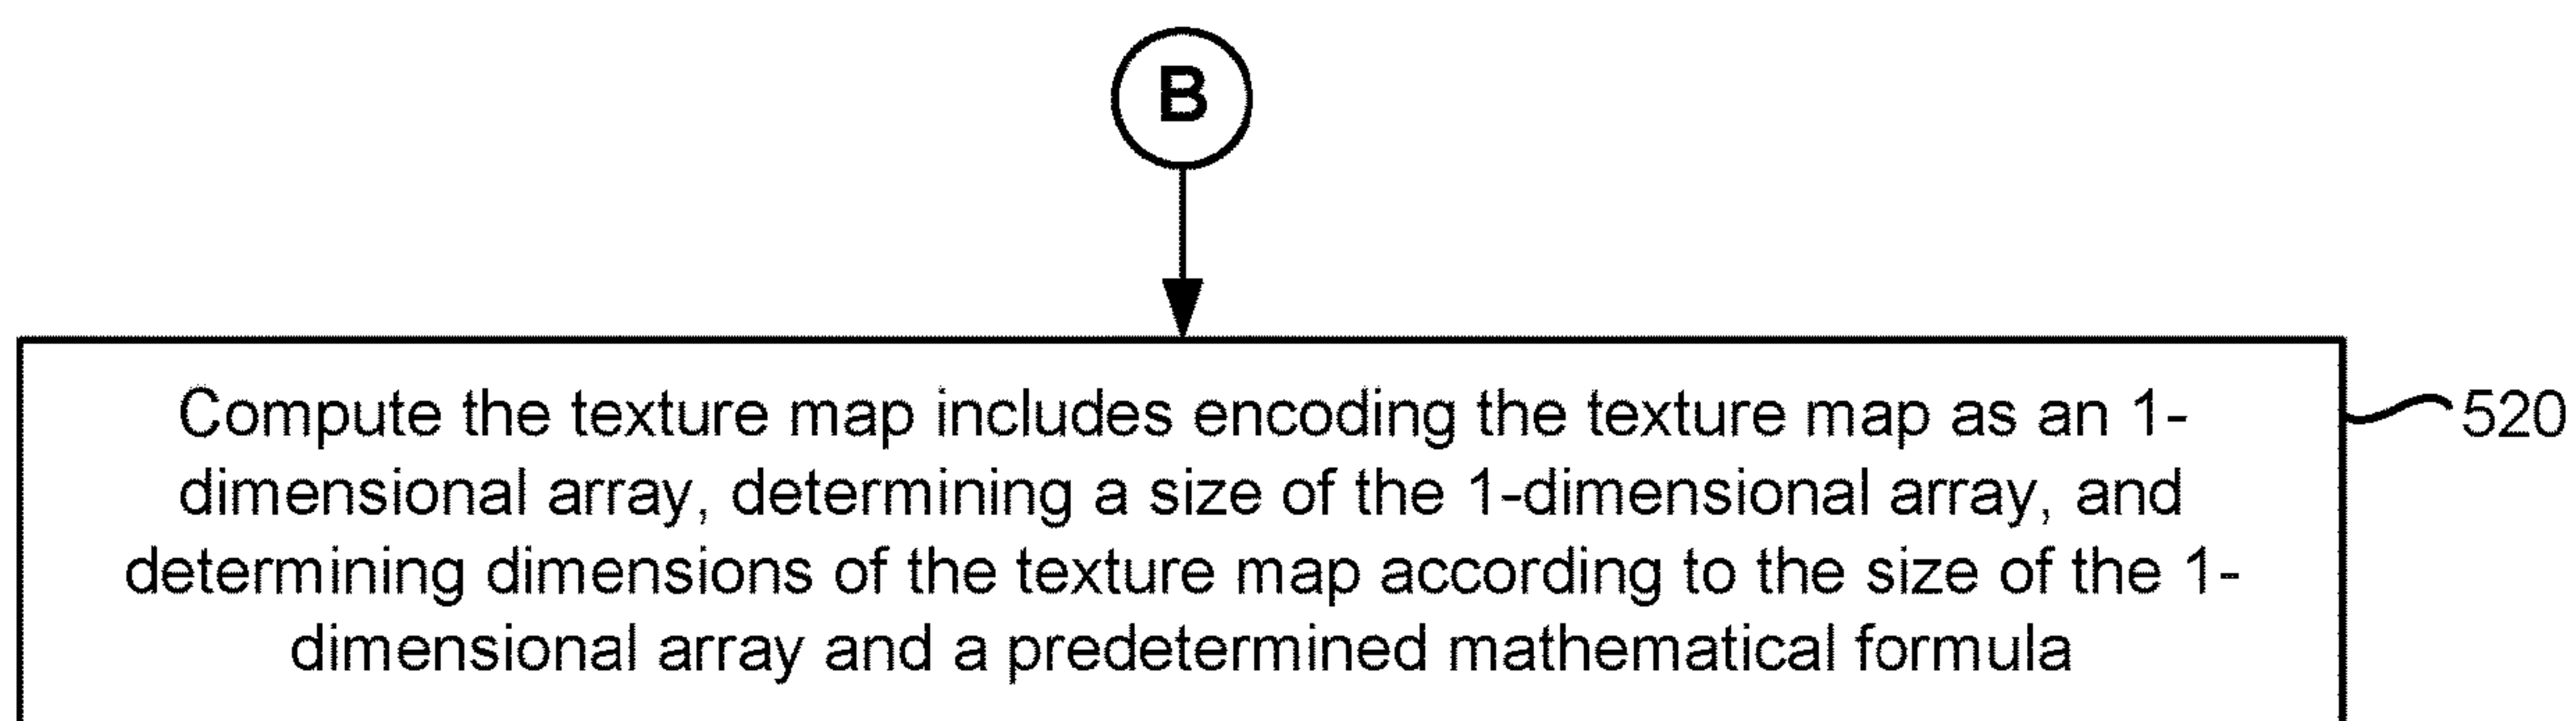 B
Compute the texture map includes encoding the texture map as an 1-
520
dimensional array, determining a size of the 1-dimensional array, and
determining dimensions of the texture map according to the size of the 1-
dimensional array and a predetermined mathematical formula